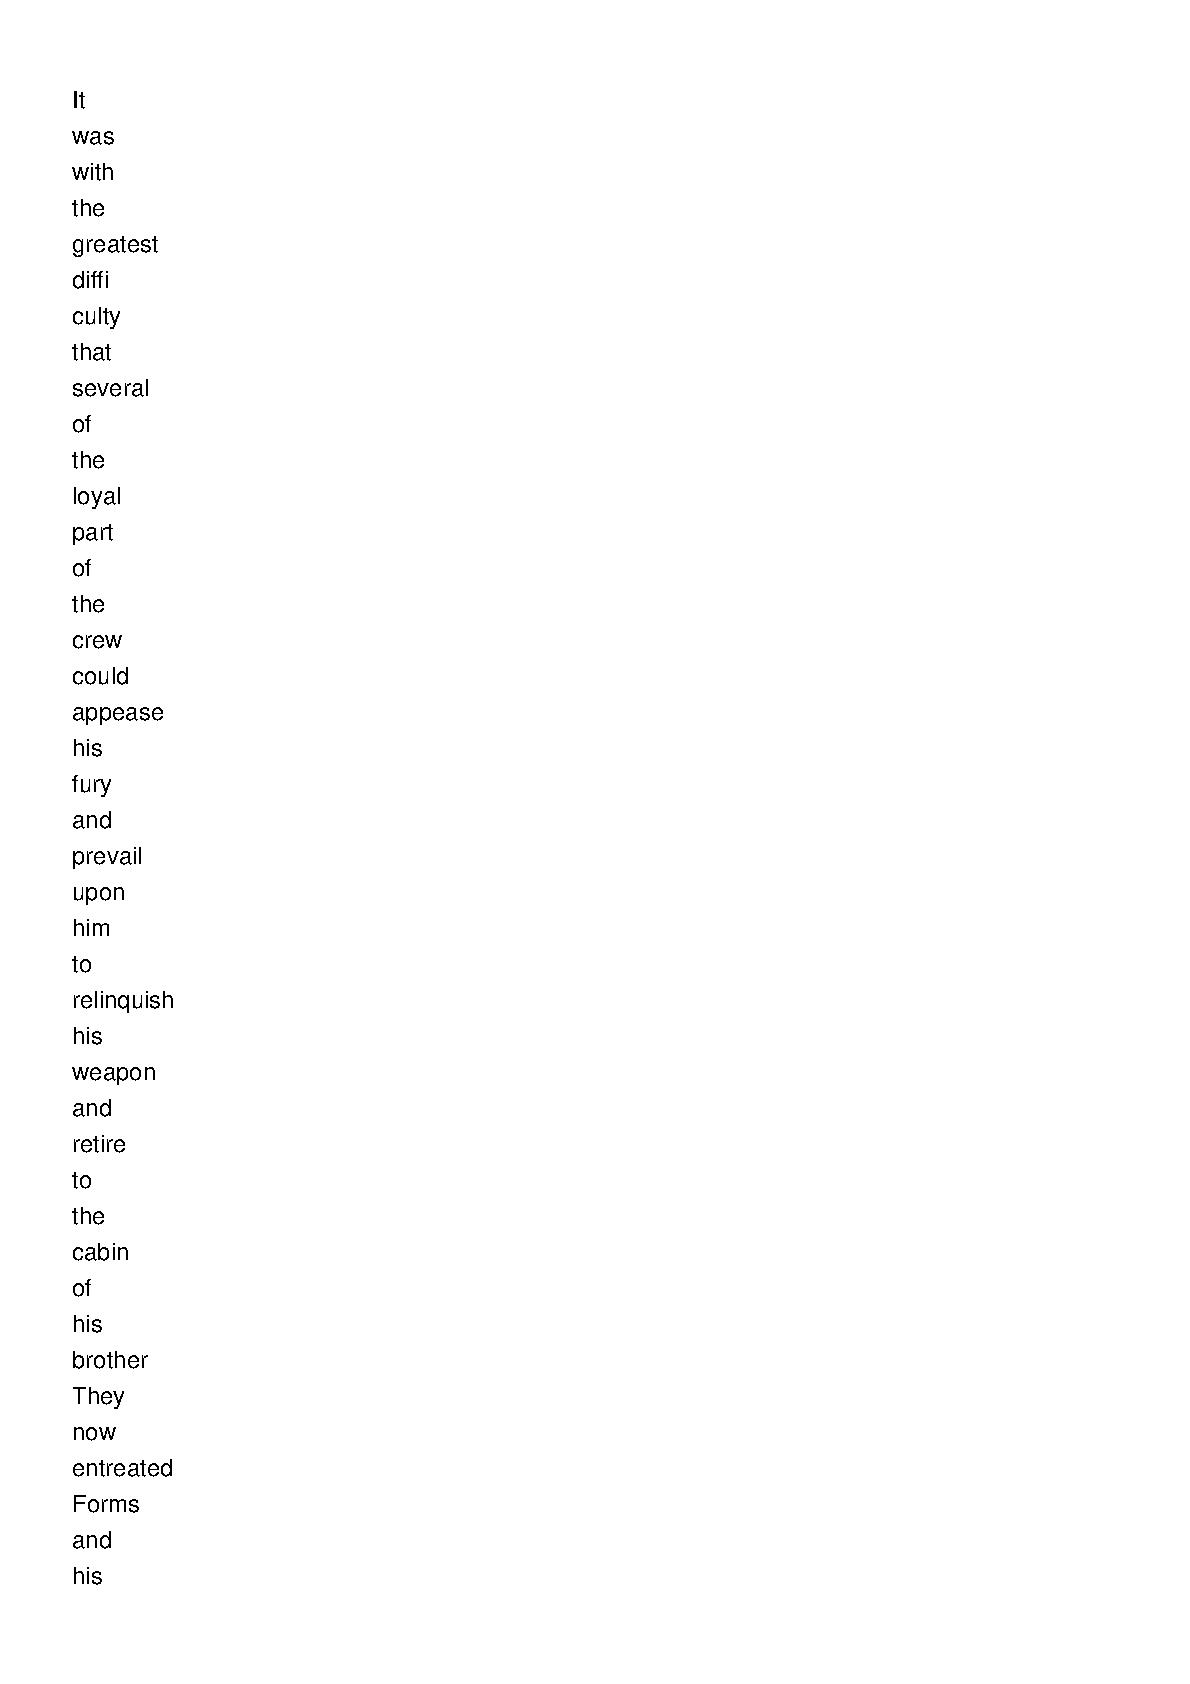 It
was
with
the
greatest
diffi
culty
that
several
of
the
loyal
part
of
the
crew
could
appease
his
fury
and
prevail
upon
him
to
relinquish
his
weapon
and
retire
to
the
cabin
of
his
brother
They
now
entreated
Forms
and
his